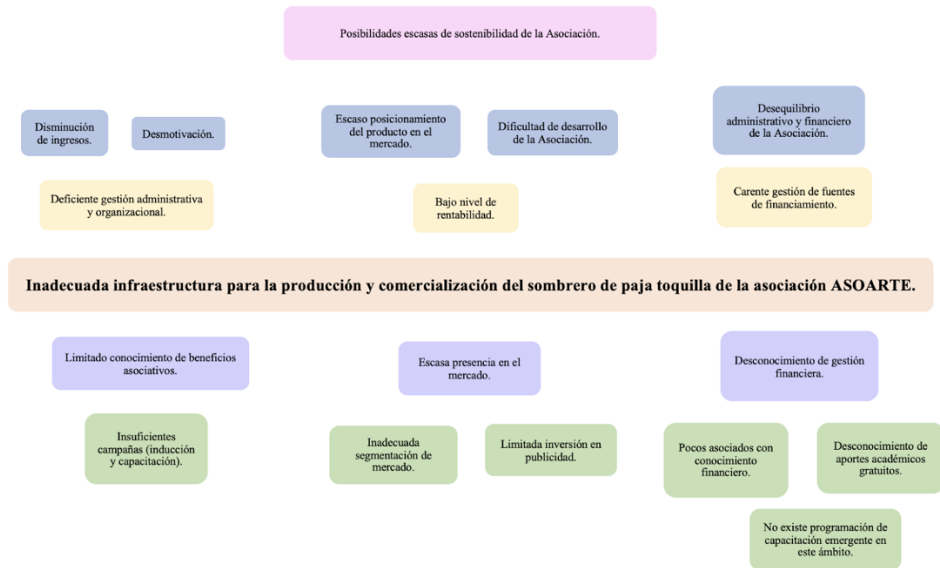 Posibilidades escasas de sostenibilidad de la Asociación.
Disminución
de ingresos.
Desmotivación.
Escaso posicionamiento
del producto en el
mercado.
Dificultad de desarrollo
de la Asociación.
Desequilibrio
administrativo y financiero
de la Asociación.
Deficiente gestión administrativa
y organizacional.
Bajo nivel de
rentabilidad.
Carente gestión de fuentes
de financiamiento.
Inadecuada infraestructura para la producción y comercialización del sombrero de paja toquilla de la asociación ASOARTE.
Limitado conocimiento de beneficios
asociativos.
Escasa presencia en el
mercado.
Desconocimiento de gestión
financiera.
Insuficientes
campañas (inducción
y capacitación).
Inadecuada
segmentación de
mercado.
Limitada inversión en
publicidad.
Pocos asociados con
conocimiento
financiero.
Desconocimiento de
aportes académicos
gratuitos.
No existe programación de
capacitación emergente en
este ámbito.